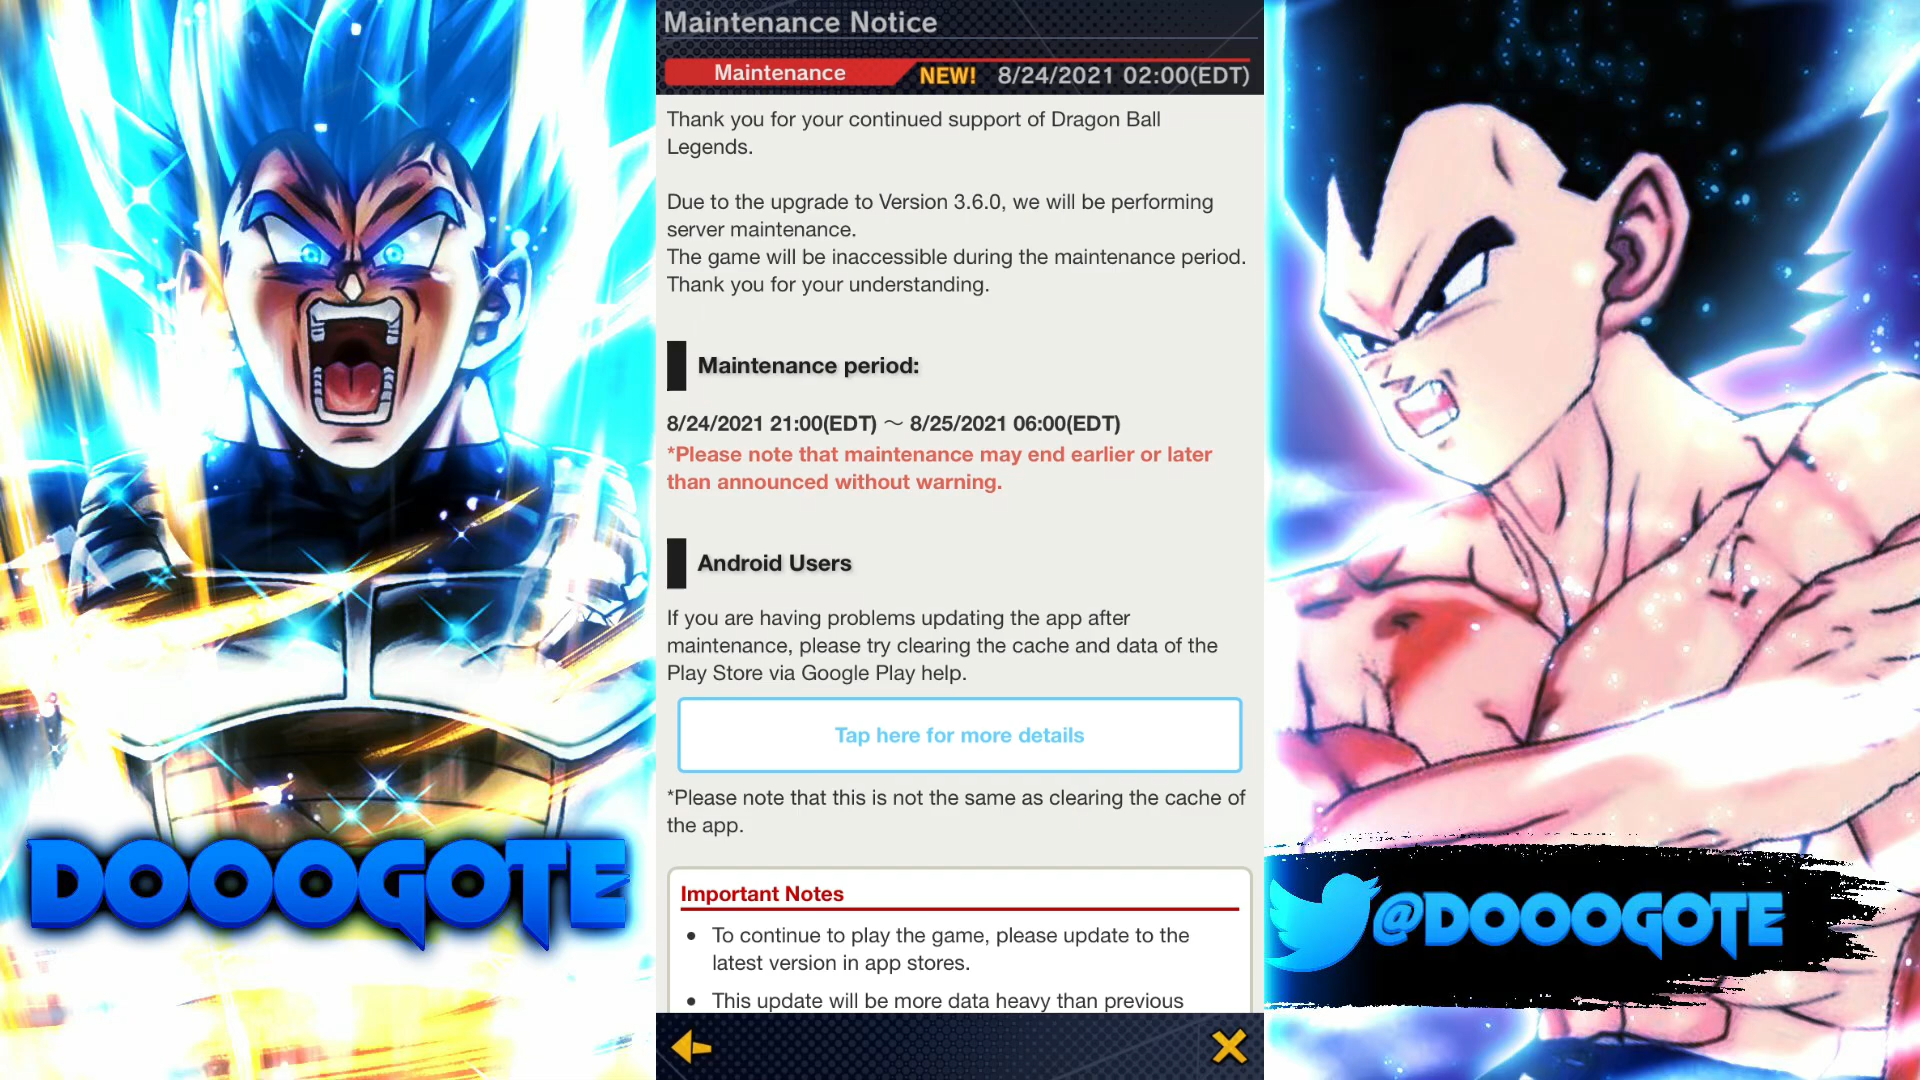 Maintenance Notice
Maintenance NEW! 8/24/2021 02:00(EDT)
Thank you for your continued support of Dragon Ball
Legends.
Due to the upgrade to Version 3.6.0, we will be performing
server maintenance.
The game will be inaccessible during the maintenance period.
Thank you for your understanding.
Maintenance period:
8/24/2021 21:00(EDT) ～ 8/25/2021 06:00(EDT)
*Please note that maintenance may end earlier or later
than announced without warning.
Android Users
If you are having problems updating the app after
maintenance, please try clearing the cache and data of the
Play Store via Google Play help.
Tap here for more details
*Please note that this is not the same as clearing the cache of
the app.
Important Notes
• To continue to play the game, please update to the
latest version in app stores.
• This update will be more data heavy than previous
DOOOGOTE
@DOOOGOTE